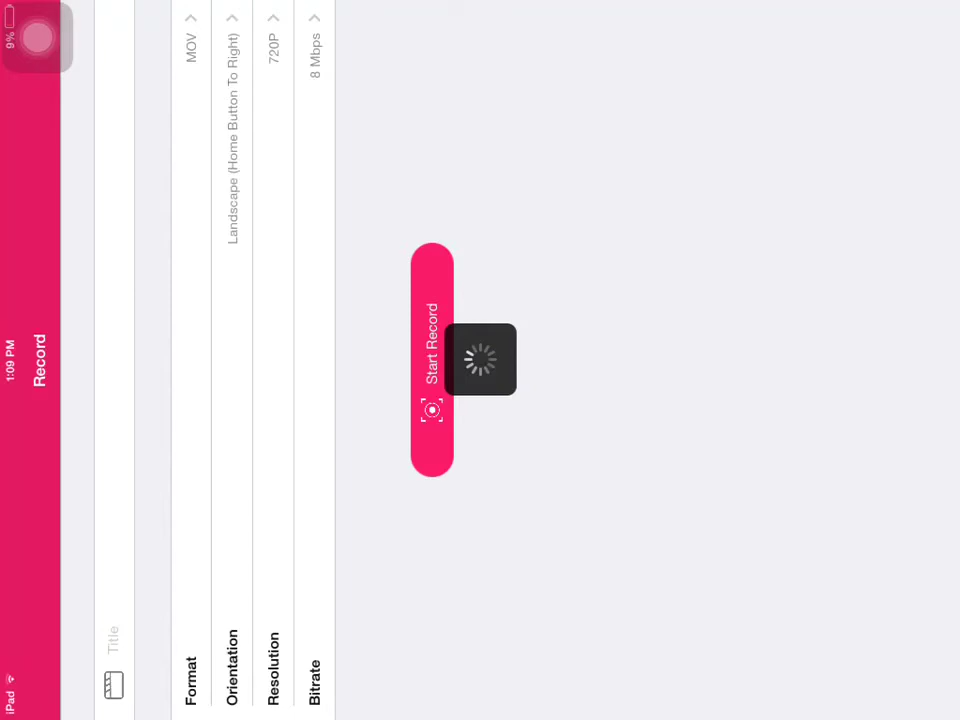 iPad 1:09 PM 9%
Record
Title
Format MOV
Orientation Landscape (Home Button To Right)
Resolution 720P
Bitrate 8 Mbps
Start Record